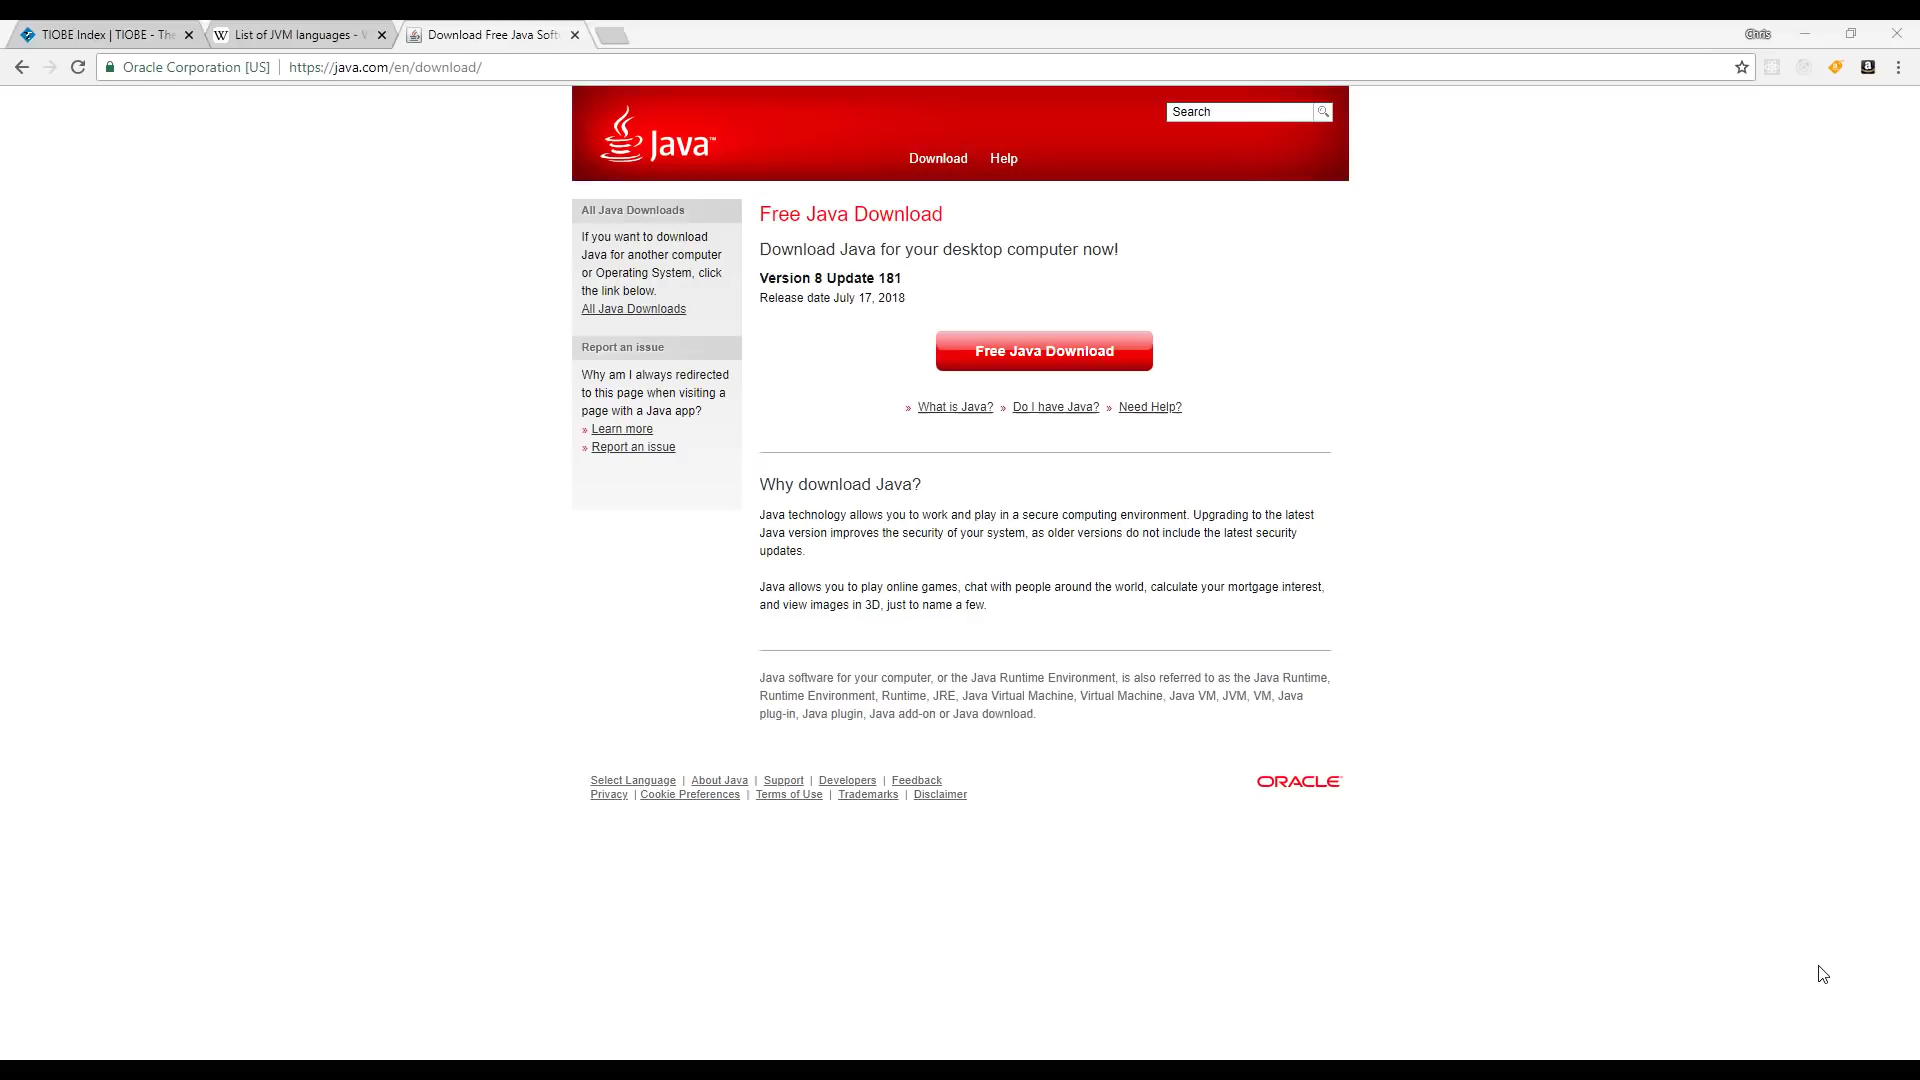 TIOBE Index | TIOBE - The
List of JVM languages - W
Download Free Java Soft
Chris
Oracle Corporation [US]
https://java.com/en/download/
Java™
Search
Download
Help
All Java Downloads
If you want to download
Java for another computer
or Operating System, click
the link below.
All Java Downloads
Report an issue
Why am I always redirected
to this page when visiting a
page with a Java app?
» Learn more
» Report an issue
Free Java Download
Download Java for your desktop computer now!
Version 8 Update 181
Release date July 17, 2018
Free Java Download
» What is Java? » Do I have Java? » Need Help?
Why download Java?
Java technology allows you to work and play in a secure computing environment. Upgrading to the latest
Java version improves the security of your system, as older versions do not include the latest security
updates.
Java allows you to play online games, chat with people around the world, calculate your mortgage interest,
and view images in 3D, just to name a few.
Java software for your computer, or the Java Runtime Environment, is also referred to as the Java Runtime,
Runtime Environment, Runtime, JRE, Java Virtual Machine, Virtual Machine, Java VM, JVM, VM, Java
plug-in, Java plugin, Java add-on or Java download.
Select Language | About Java | Support | Developers | Feedback
Privacy | Cookie Preferences | Terms of Use | Trademarks | Disclaimer
ORACLE